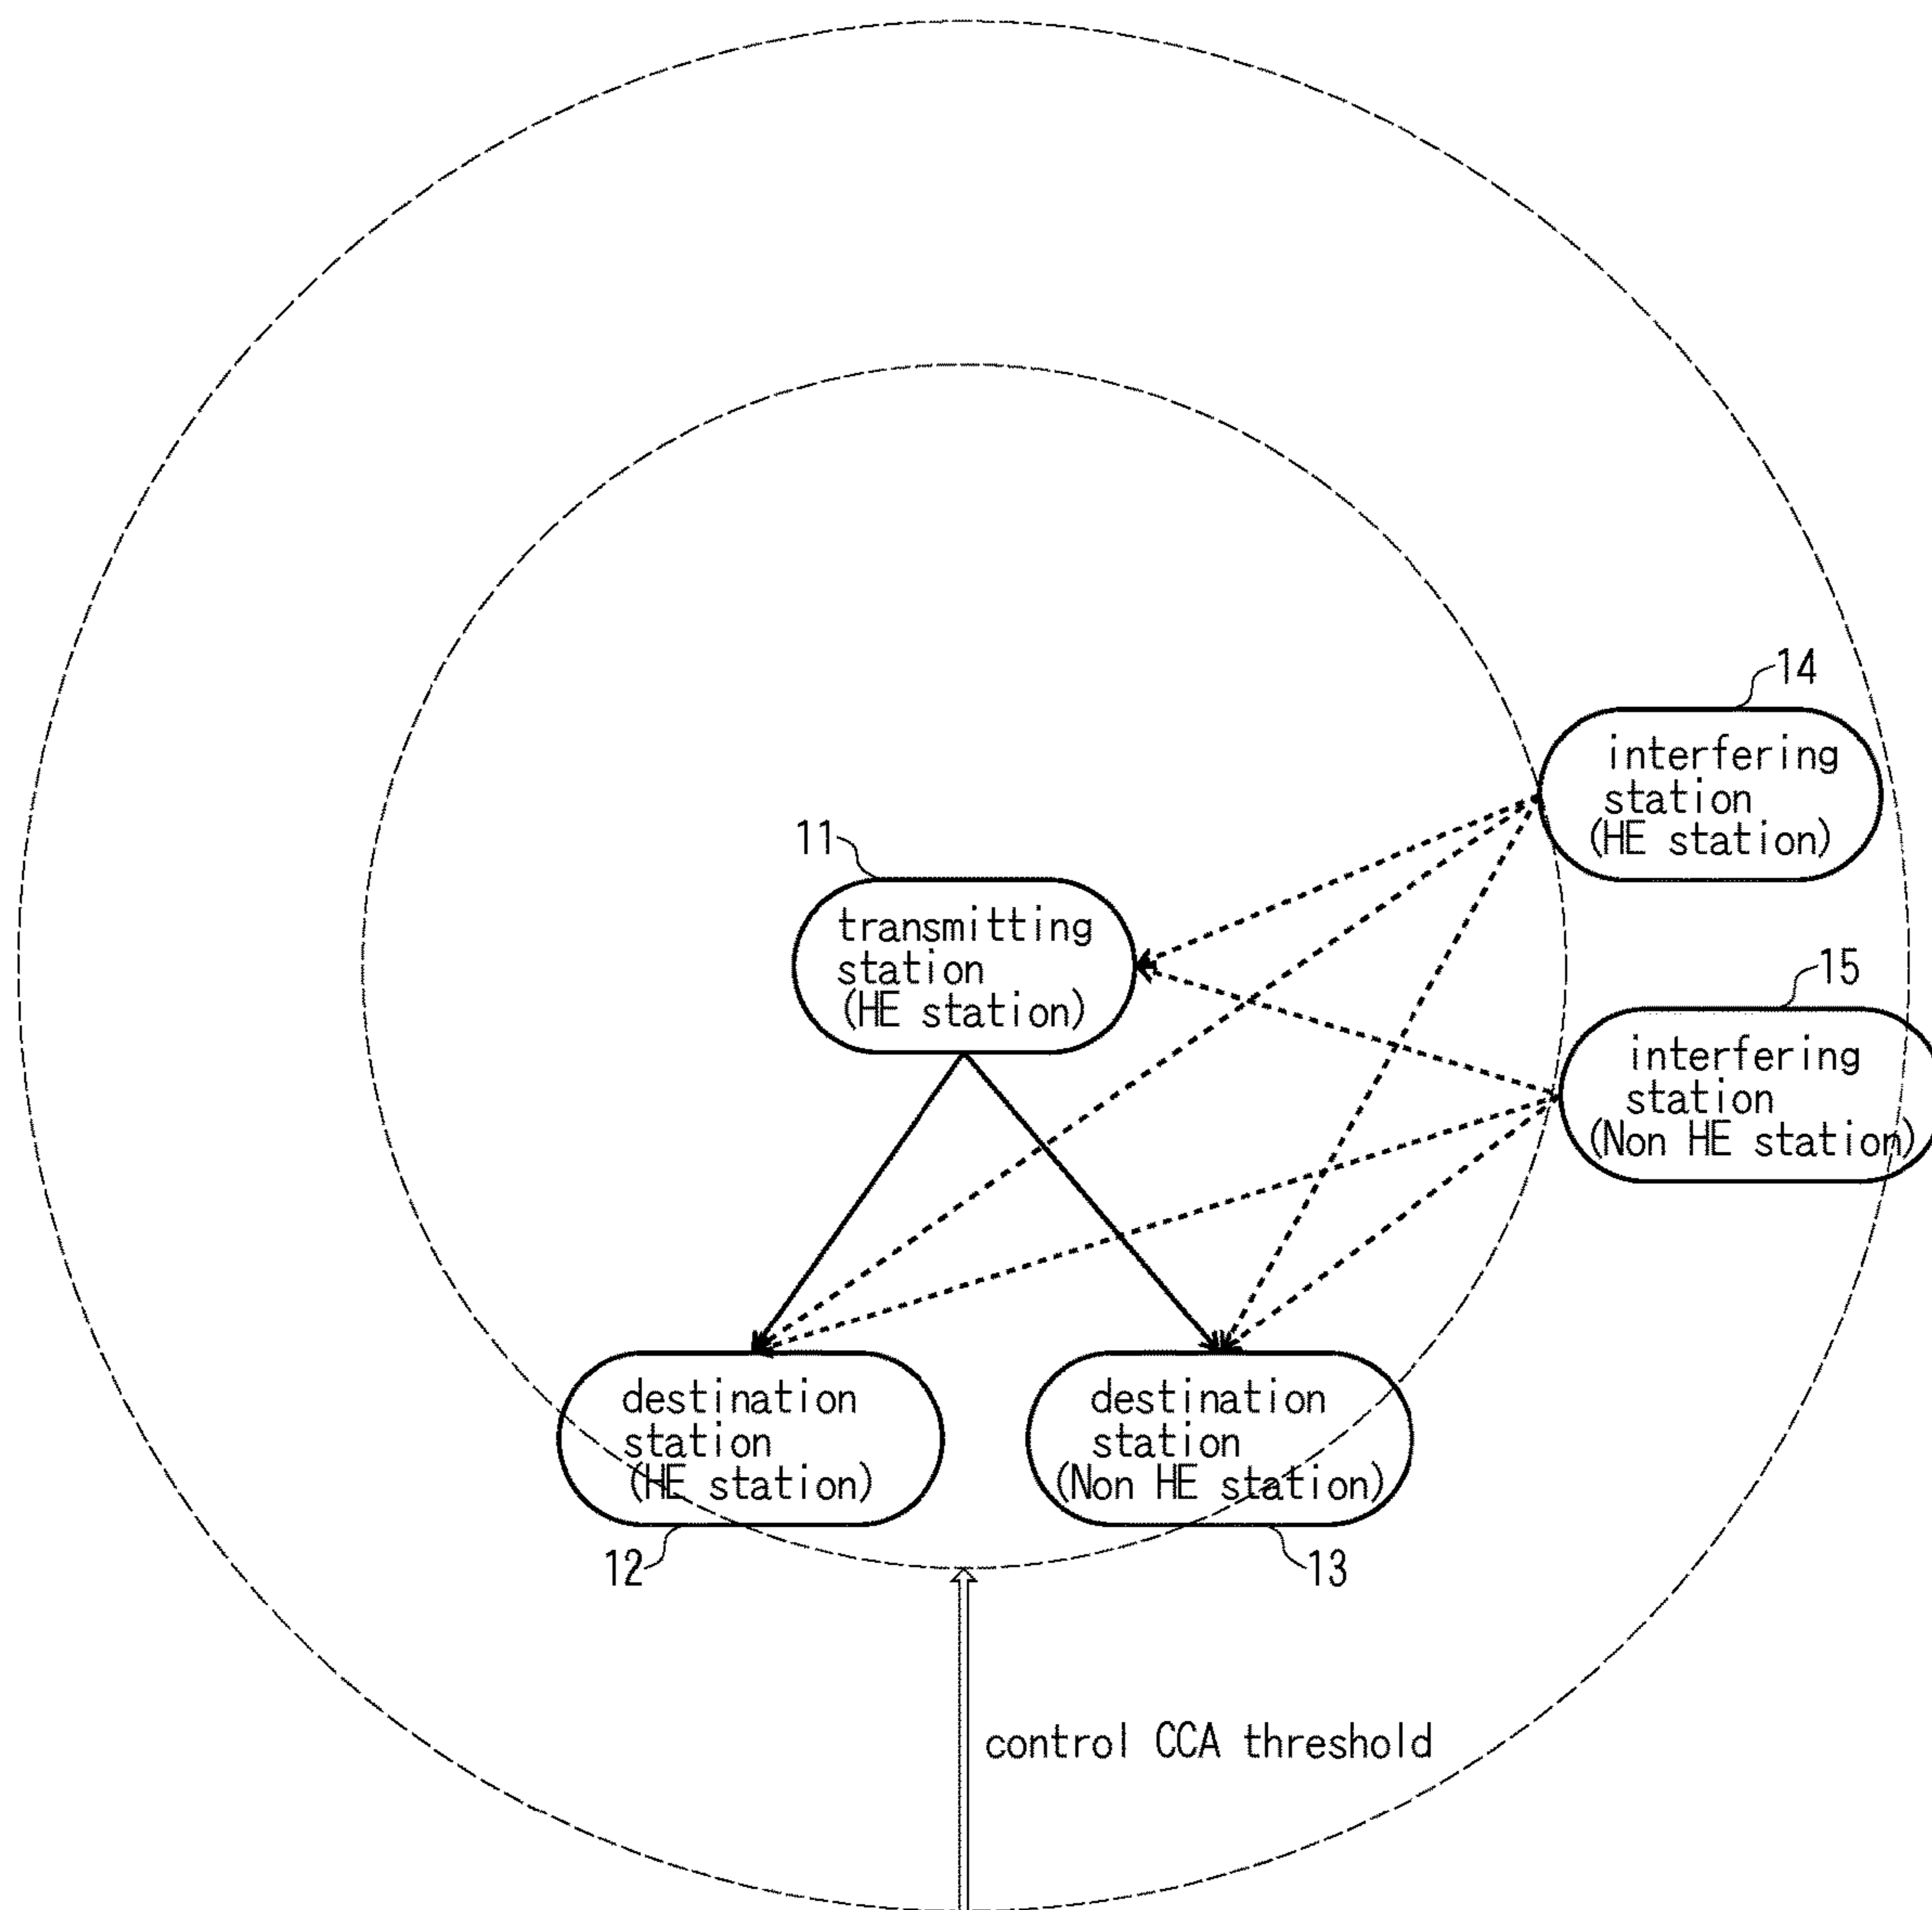 14
interfering
station
(HE station)
11
transmitting
station
(HE station)
15
interfering
station
(Non HE station)
destination
station
(HE station)
12
destination
station
(Non HE station)
13
control CCA threshold